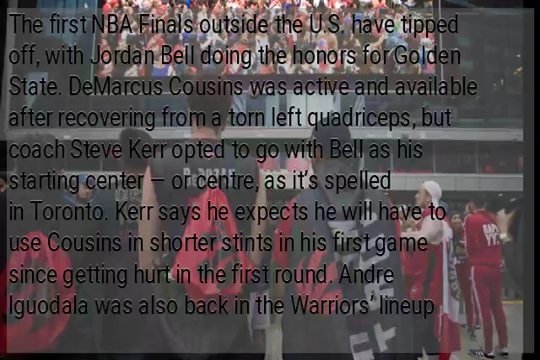 The first NBA Finals outside the U.S. have tipped
off, with Jordan Bell doing the honors for Golden
State. DeMarcus Cousins was active and available
after recovering from a torn left quadriceps, but
coach Steve Kerr opted to go with Bell as his
starting center — or centre, as it's spelled
in Toronto. Kerr says he expects he will have to
use Cousins in shorter stints in his first game
since getting hurt in the first round. Andre
Iguodala was also back in the Warriors' lineup